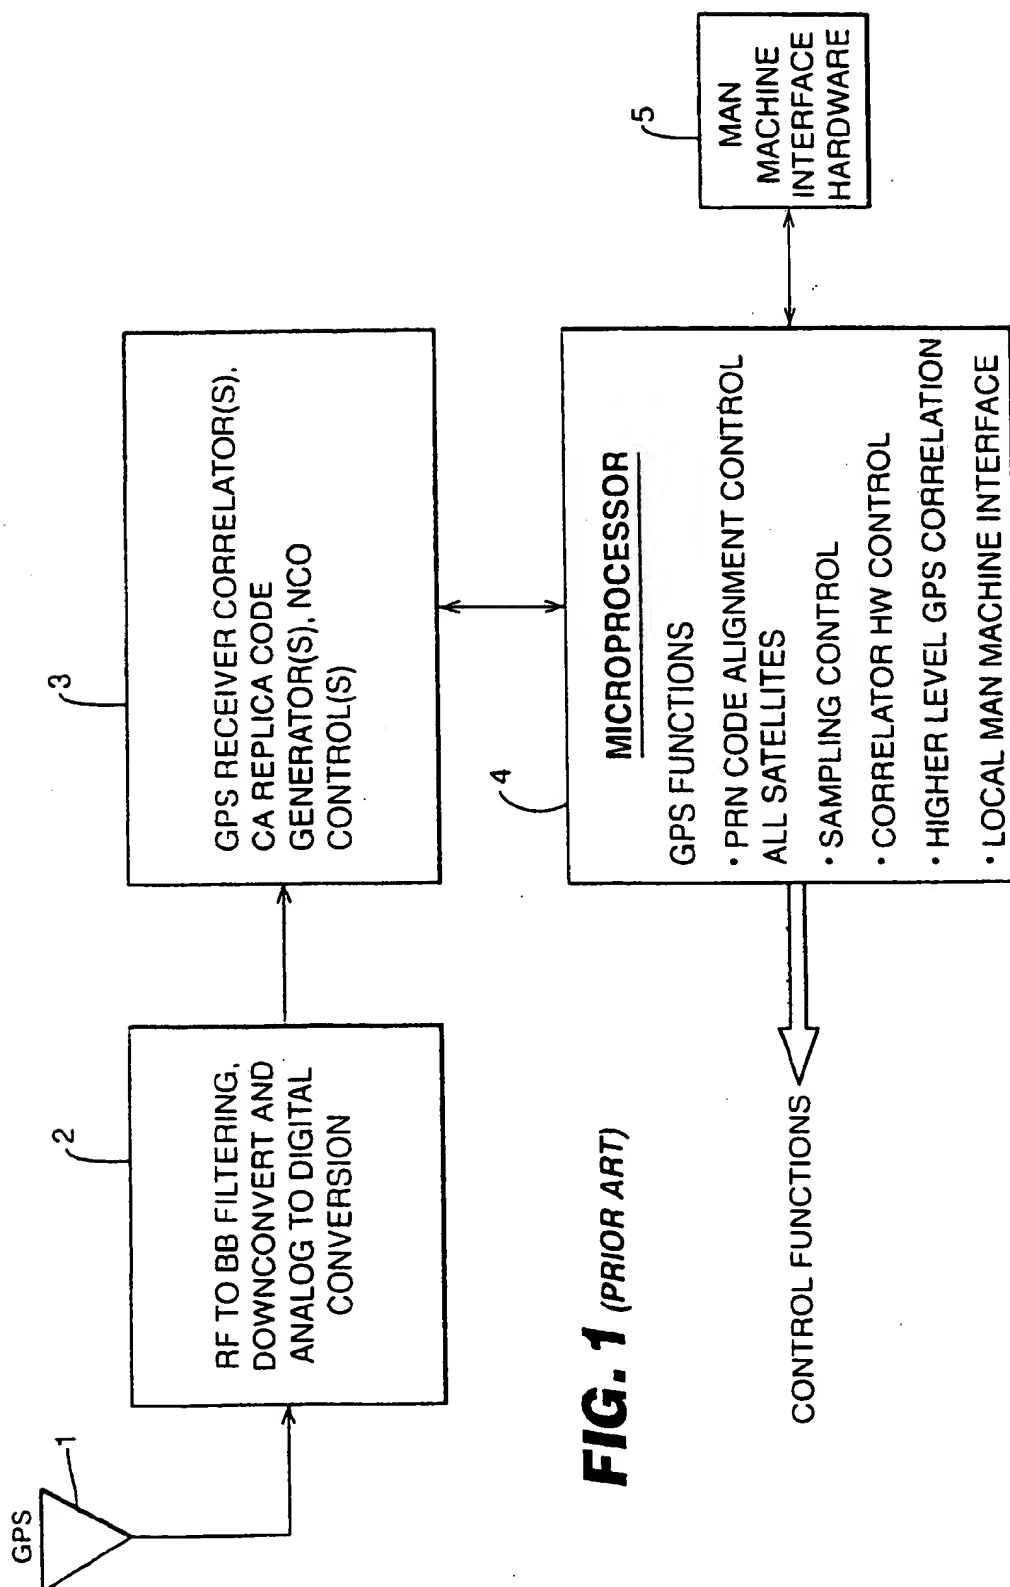 GPS
1
2
RF TO BB FILTERING,
DOWNCONVERT AND
ANALOG TO DIGITAL
CONVERSION
3
GPS RECEIVER CORRELATOR(S),
CA REPLICA CODE
GENERATOR(S), NCO
CONTROL(S)
4
MICROPROCESSOR
GPS FUNCTIONS
• PRN CODE ALIGNMENT CONTROL
ALL SATELLITES
• SAMPLING CONTROL
• CORRELATOR HW CONTROL
• HIGHER LEVEL GPS CORRELATION
• LOCAL MAN MACHINE INTERFACE
5
MAN
MACHINE
INTERFACE
HARDWARE
CONTROL FUNCTIONS
FIG. 1 (PRIOR ART)